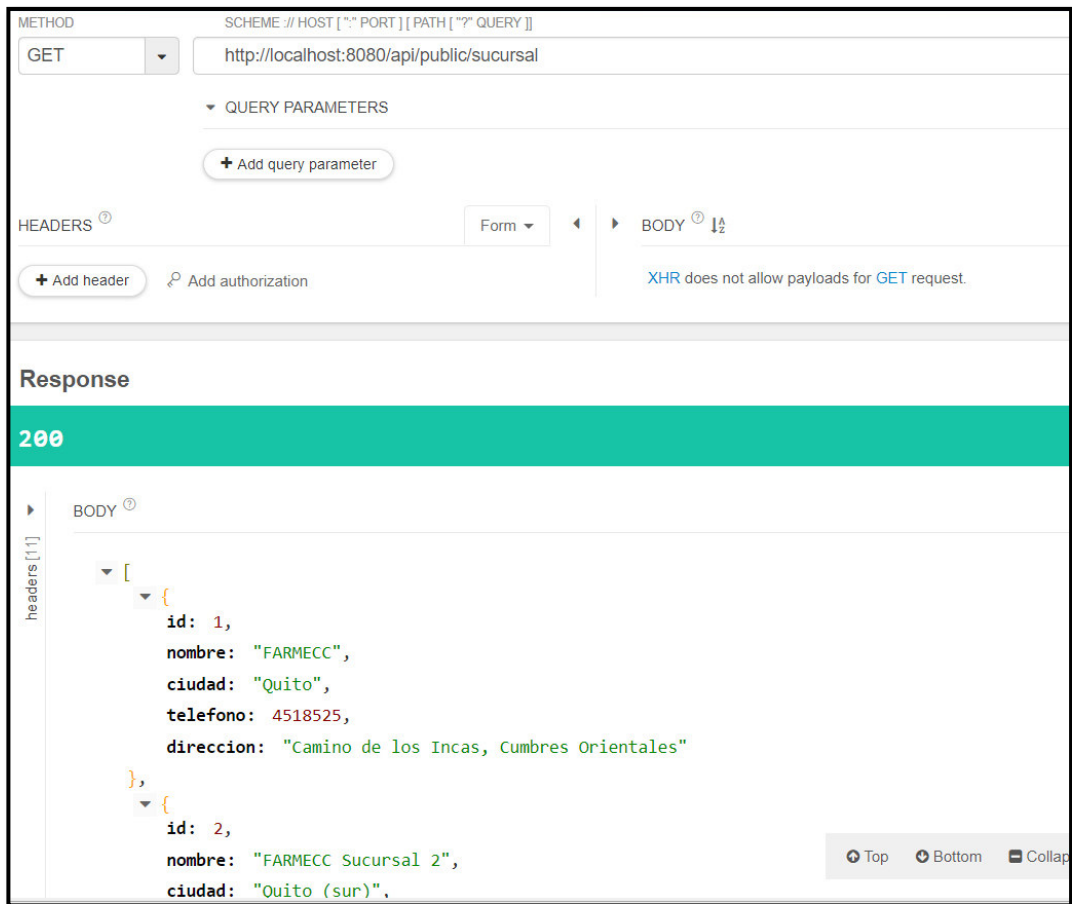 METHOD SCHEME :// HOST [ ":" PORT ] [ PATH [ "?" QUERY ]]
GET http://localhost:8080/api/public/sucursal
QUERY PARAMETERS
+ Add query parameter
HEADERS ? Form BODY ?
+ Add header Add authorization XHR does not allow payloads for GET request.
Response
200
BODY ?
headers [11]
[
{
id: 1,
nombre: "FARMECC",
ciudad: "Quito",
telefono: 4518525,
direccion: "Camino de los Incas, Cumbres Orientales"
},
{
id: 2,
nombre: "FARMECC Sucursal 2",
ciudad: "Quito (sur)",
Top Bottom Collap